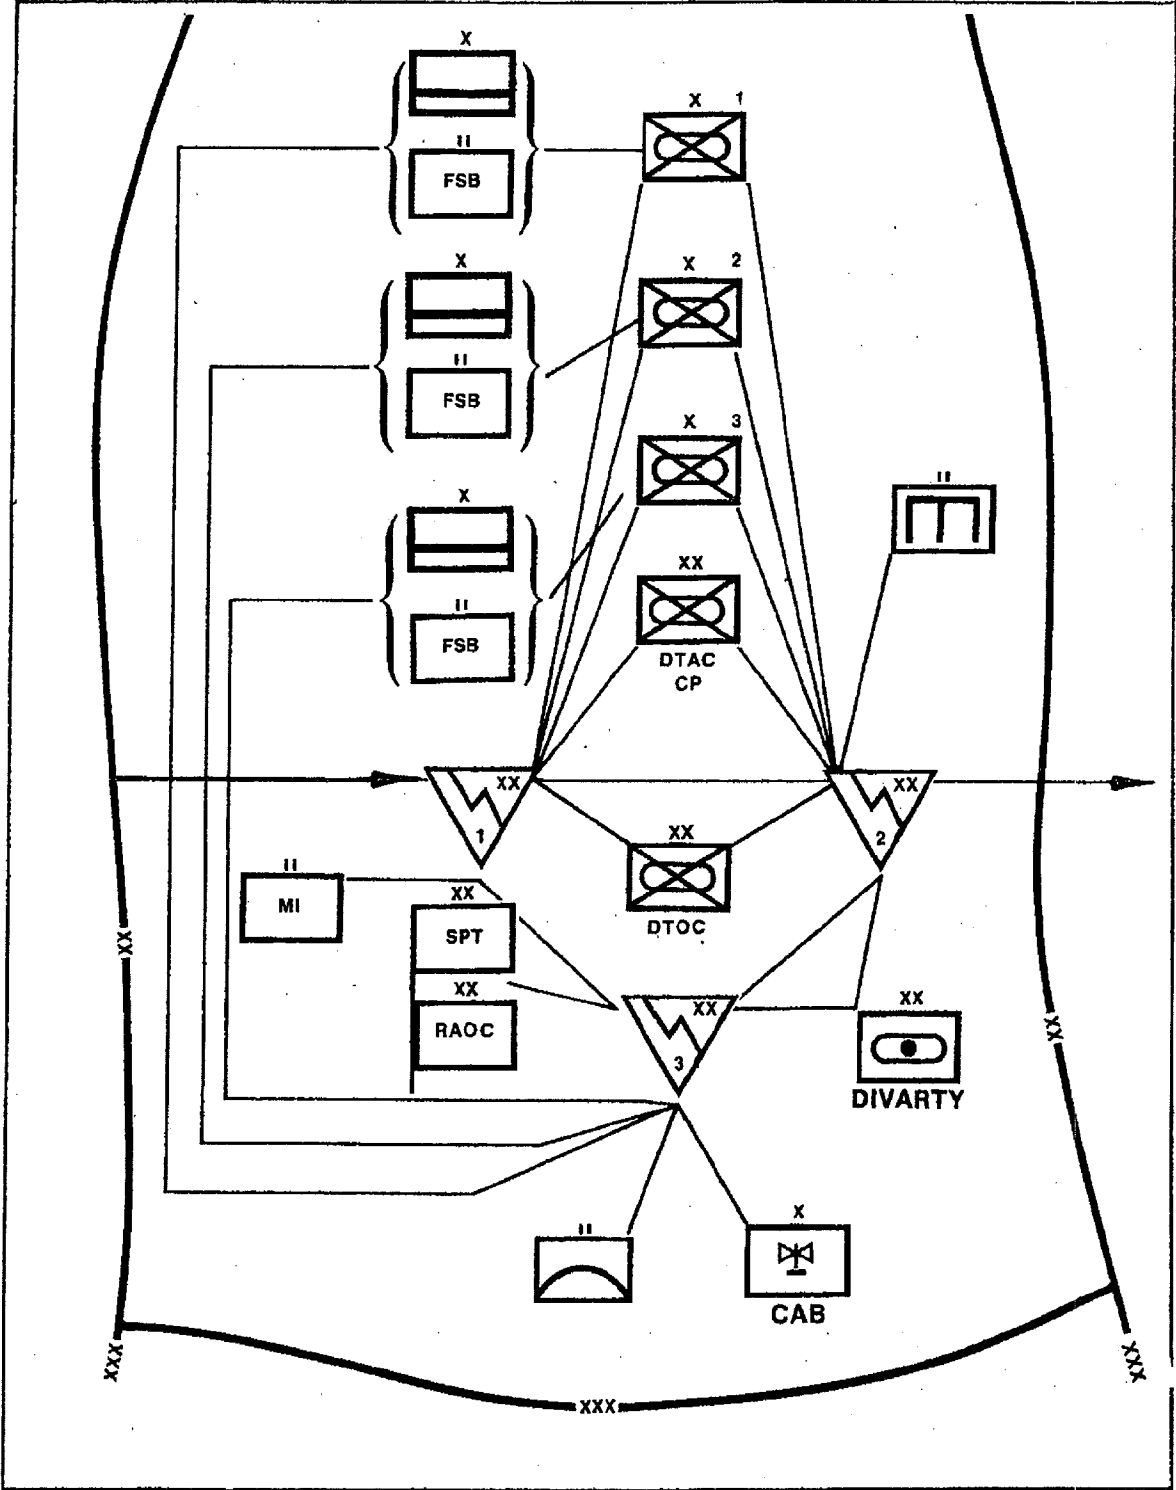 X
X 1
II
FSB
X
X 2
II
FSB
X 3
II
X
XX
II
FSB
DTAC
CP
XX
XX
1
2
XX
II
MI
XX
SPT
DTOC
XX
XX
XX
RAOC
XX
XX
3
XX
DIVARTY
X
II
CAB
XXX
XXX
XXX